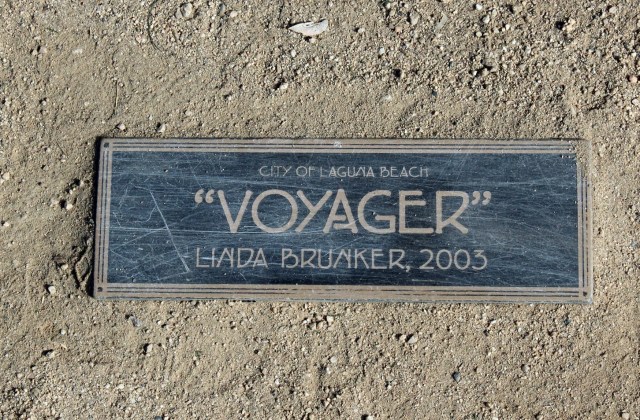 CITY OF LAGUNA BEACH
“VOYAGER”
LINDA BRUNKER, 2003